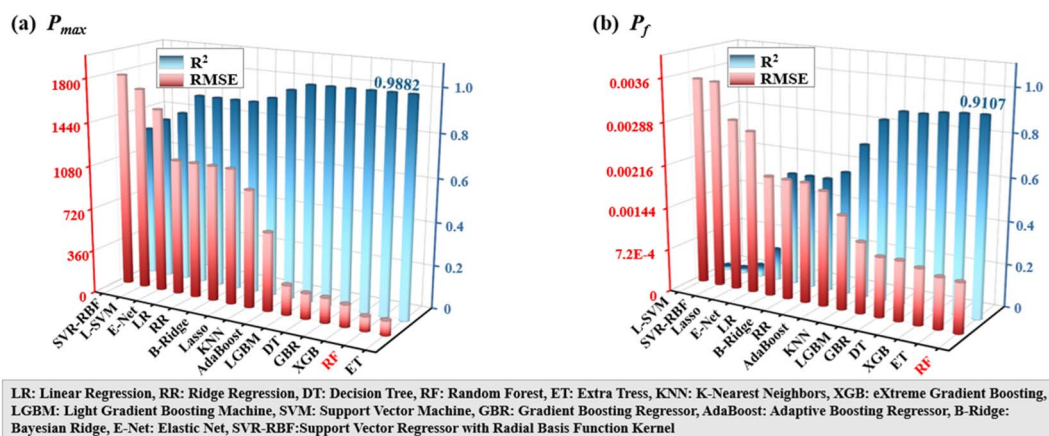 (a) Pmax
(b) Pf
R²
RMSE
0.9882
1800
1440
1080
720
360
0
1.0
0.8
0.6
0.4
0.2
0
SVR-RBF
L-SVM
E-Net
LR
RR
B-Ridge
Lasso
KNN
AdaBoost
LGBM
DT
GBR
XGB
RF
ET
R²
RMSE
0.9107
0.0036
0.00288
0.00216
0.00144
7.2E-4
0
1.0
0.8
0.6
0.4
0.2
0
L-SVM
SVR-RBF
Lasso
E-Net
LR
B-Ridge
RR
AdaBoost
KNN
LGBM
GBR
DT
XGB
ET
RF
LR: Linear Regression, RR: Ridge Regression, DT: Decision Tree, RF: Random Forest, ET: Extra Tress, KNN: K-Nearest Neighbors, XGB: eXtreme Gradient Boosting,
LGBM: Light Gradient Boosting Machine, SVM: Support Vector Machine, GBR: Gradient Boosting Regressor, AdaBoost: Adaptive Boosting Regressor, B-Ridge:
Bayesian Ridge, E-Net: Elastic Net, SVR-RBF:Support Vector Regressor with Radial Basis Function Kernel